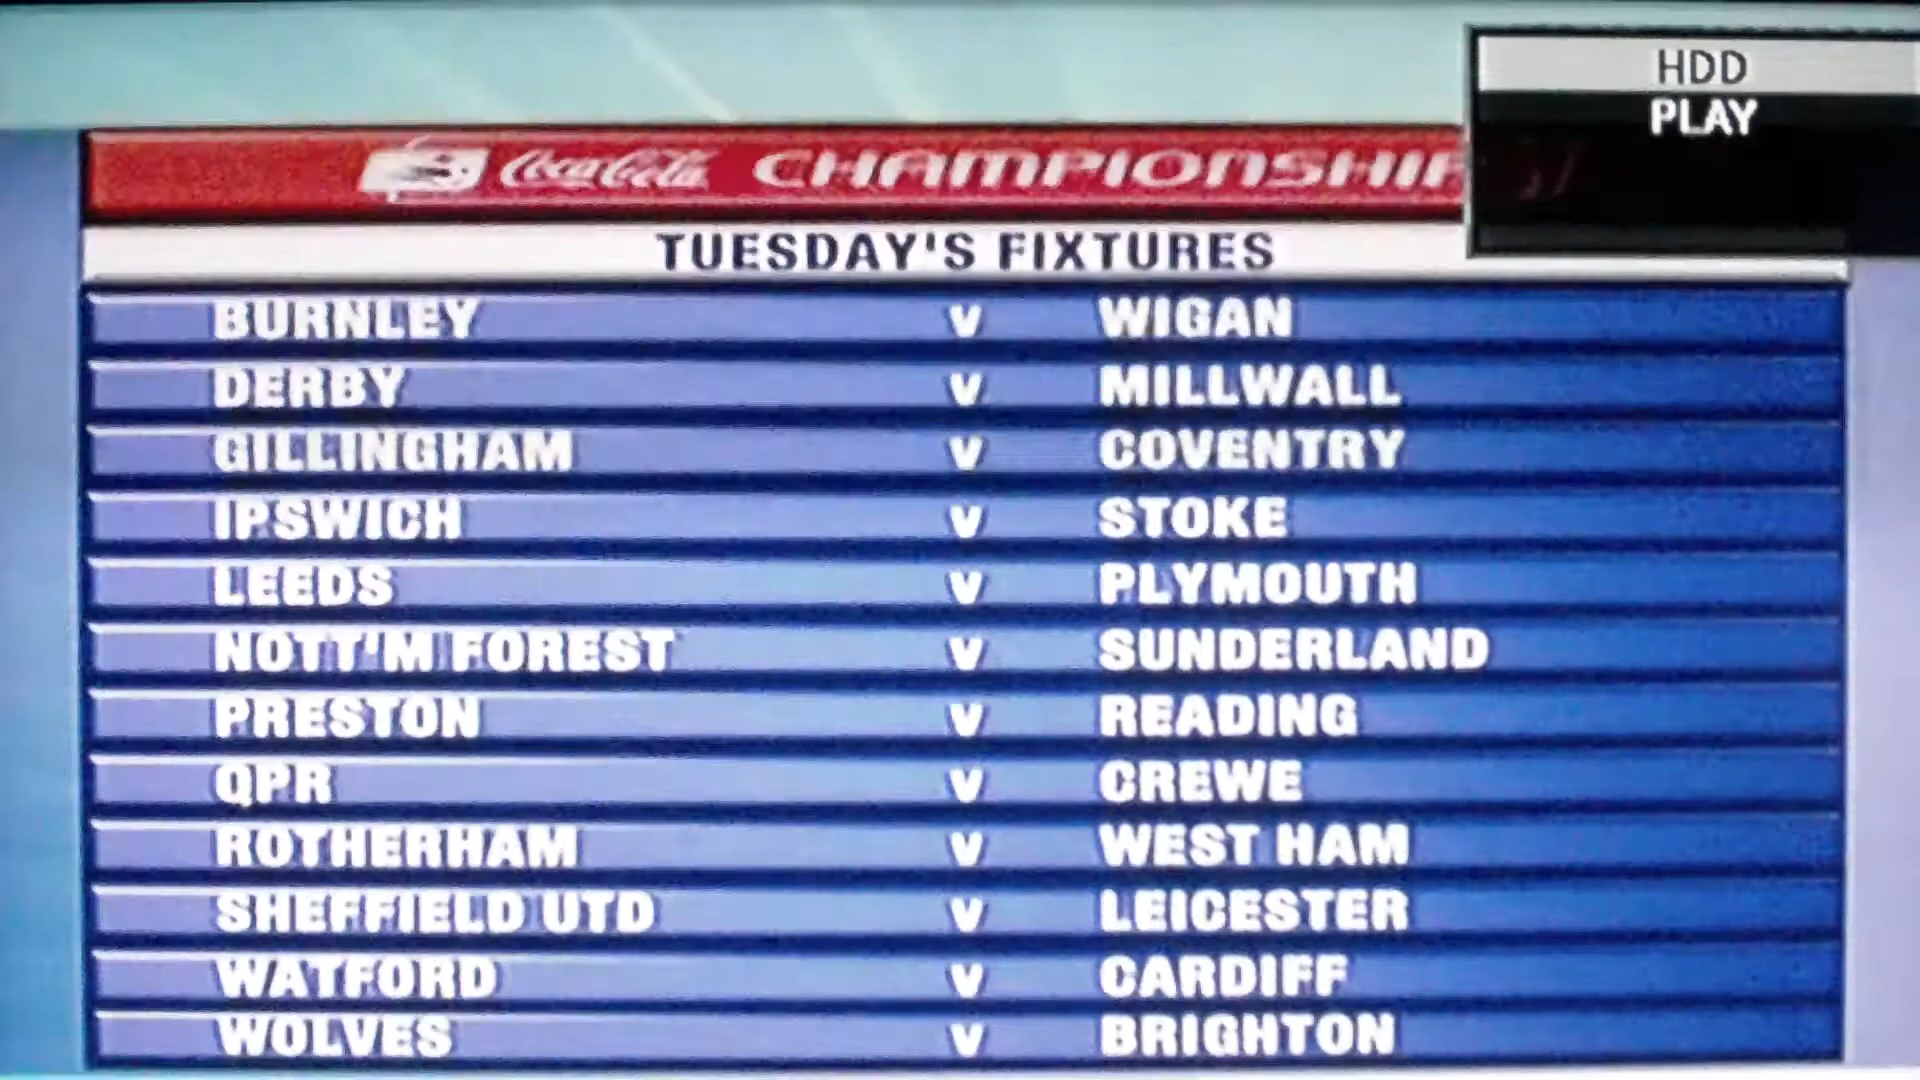 HDD
PLAY
Coca-Cola CHAMPIONSHIP
TUESDAY'S FIXTURES
BURNLEY v WIGAN
DERBY v MILLWALL
GILLINGHAM v COVENTRY
IPSWICH v STOKE
LEEDS v PLYMOUTH
NOTT'M FOREST v SUNDERLAND
PRESTON v READING
QPR v CREWE
ROTHERHAM v WEST HAM
SHEFFIELD UTD v LEICESTER
WATFORD v CARDIFF
WOLVES v BRIGHTON